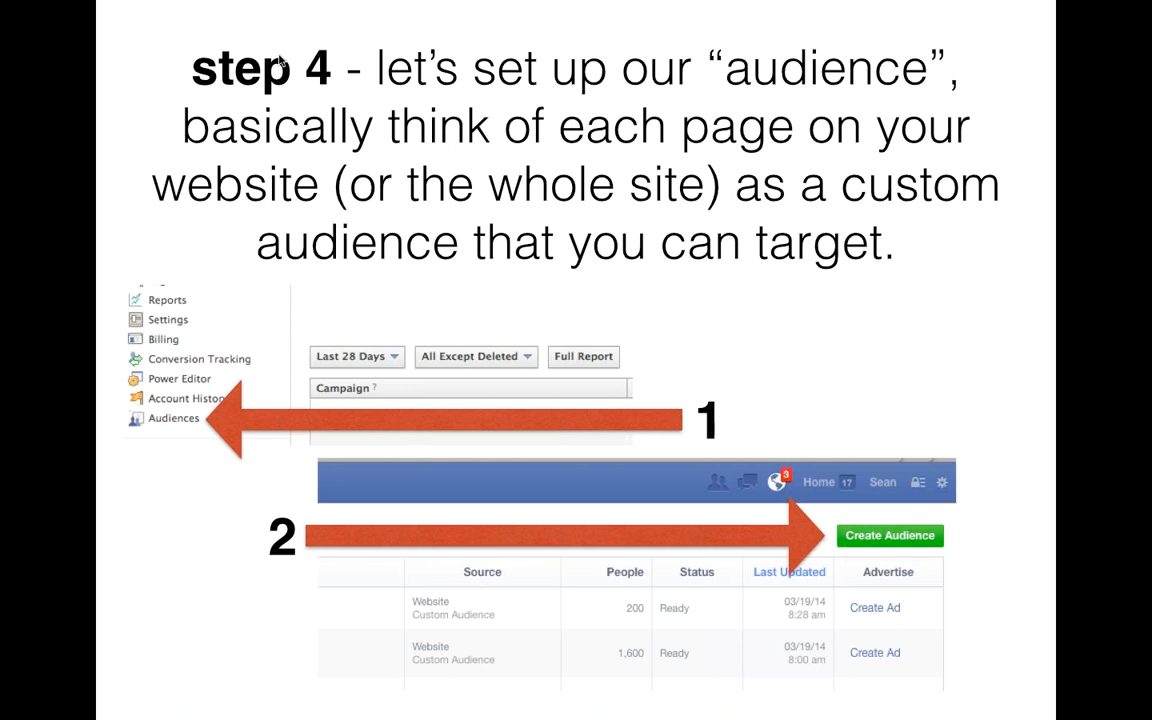 step 4 - let's set up our “audience”,
basically think of each page on your
website (or the whole site) as a custom
audience that you can target.
Reports
Settings
Billing
Conversion Tracking
Power Editor
Account Histor
Audiences
Last 28 Days
All Except Deleted
Full Report
Campaign ?
1
3
Home 17 Sean
2
Create Audience
Source People Status Last Updated Advertise
Website
Custom Audience
200 Ready
03/19/14
8:28 am
Create Ad
Website
Custom Audience
1,600 Ready
03/19/14
8:00 am
Create Ad